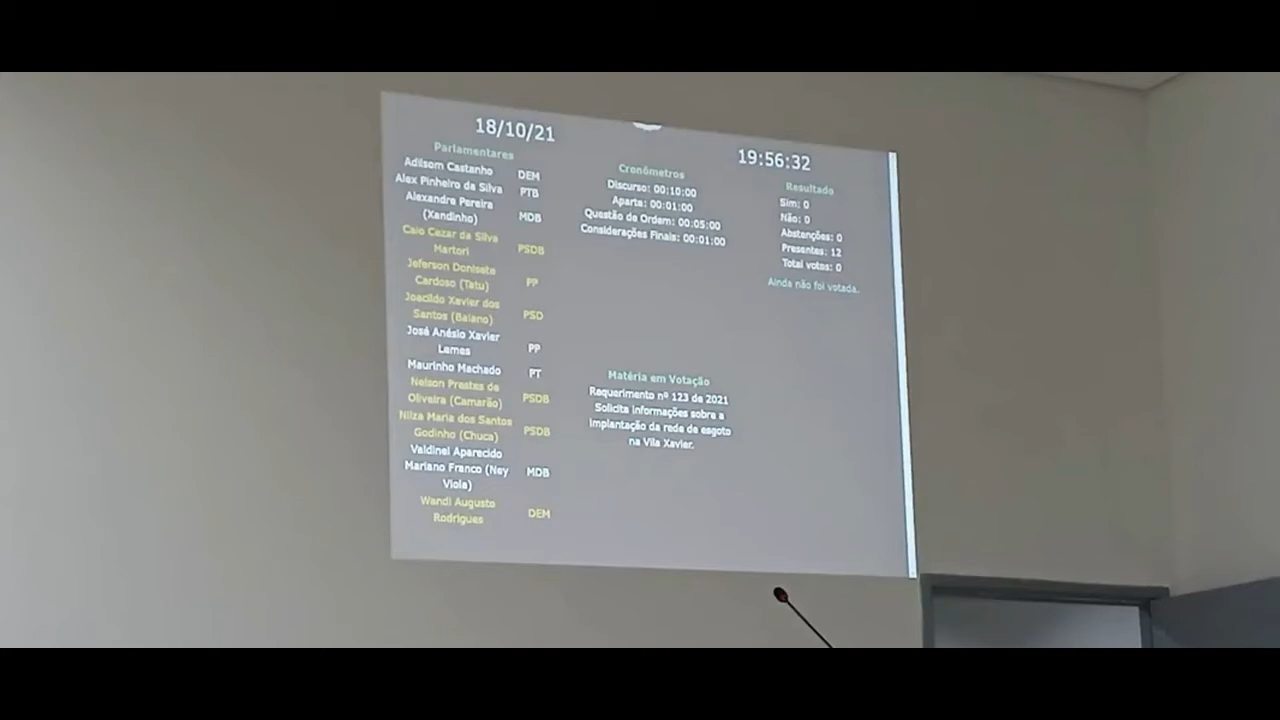 18/10/21
19:56:32
Parlamentares
Adilsom Castanho DEM
Alex Pinheiro da Silva PTB
Alexandre Pereira
(Xandinho) MDB
Caio Cezar da Silva
Martori PSDB
Jeferson Donisete
Cardoso (Tatu) PP
Joacildo Xavier dos
Santos (Baiano) PSD
José Anésio Xavier
Lemes PP
Maurinho Machado PT
Nelson Prestes de
Oliveira (Camarão) PSDB
Nilza Maria dos Santos
Godinho (Chuca) PSDB
Valdinei Aparecido
Mariano Franco (Ney
Viola) MDB
Wandi Augusto
Rodrigues DEM
Cronômetros
Discurso: 00:10:00
Aparte: 00:01:00
Questão de Ordem: 00:05:00
Considerações Finais: 00:01:00
Matéria em Votação
Requerimento nº 123 de 2021
Solicita informações sobre a
implantação da rede de esgoto
na Vila Xavier.
Resultado
Sim: 0
Não: 0
Abstenções: 0
Presentes: 12
Total votos: 0
Ainda não foi votada.